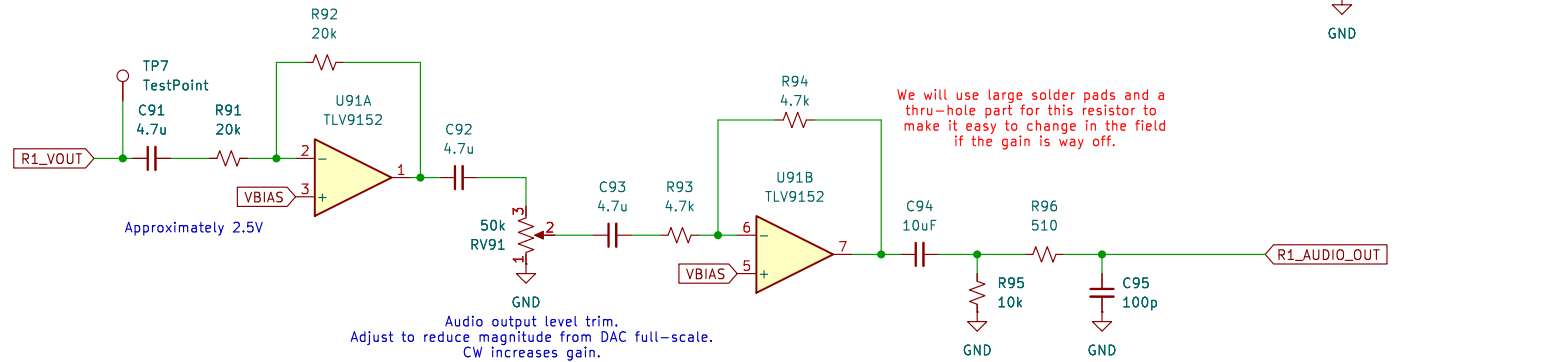 R92
20k
GND
TP7
TestPoint
C91
4.7u
R91
20k
U91A
TLV9152
R1_VOUT
2
−
1
VBIAS
3
+
Approximately 2.5V
C92
4.7u
50k
RV91
3
2
1
GND
Audio output level trim.
Adjust to reduce magnitude from DAC full-scale.
CW increases gain.
C93
4.7u
R93
4.7k
R94
4.7k
U91B
TLV9152
6
−
7
VBIAS
5
+
We will use large solder pads and a
thru-hole part for this resistor to
make it easy to change in the field
if the gain is way off.
C94
10uF
R96
510
R95
10k
GND
C95
100p
GND
R1_AUDIO_OUT